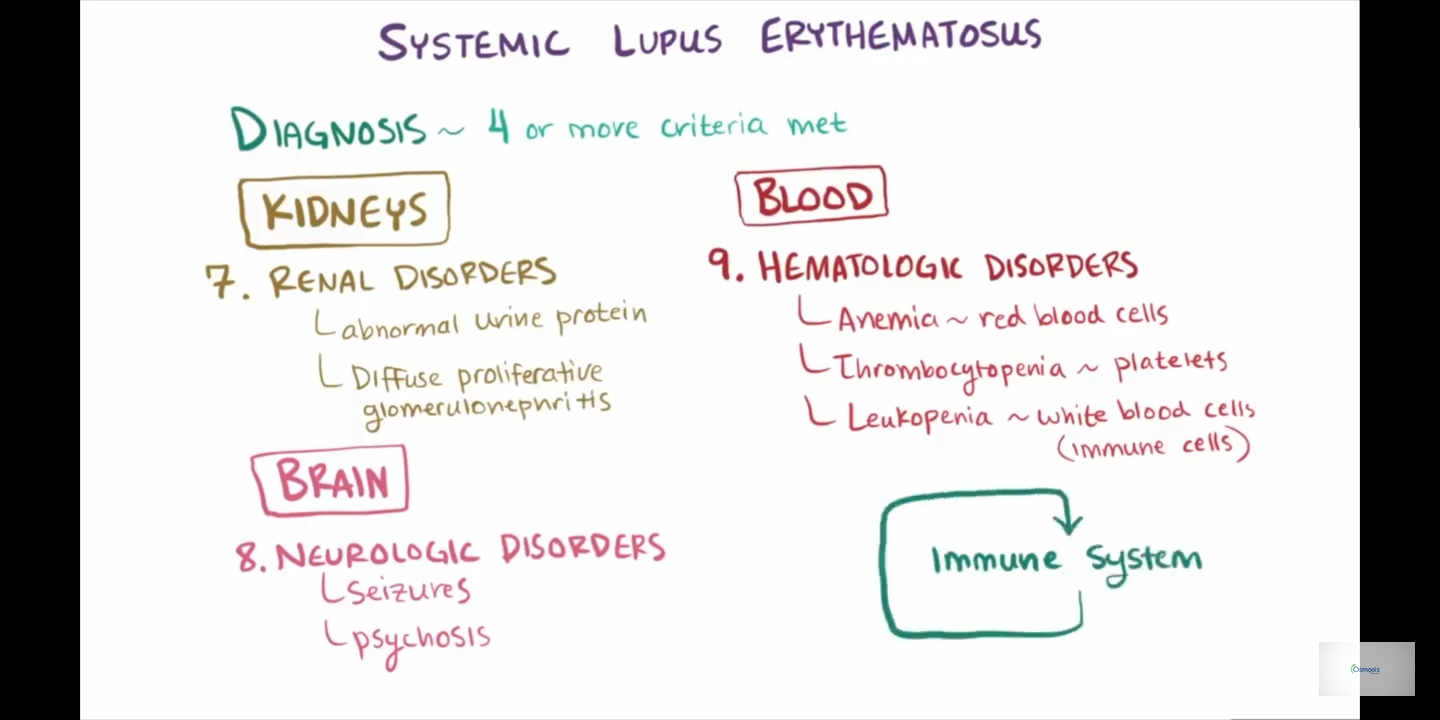 SYSTEMIC LUPUS ERYTHEMATOSUS
DIAGNOSIS ~ 4 or more criteria met
KIDNEYS
7. RENAL DISORDERS
abnormal urine protein
Diffuse proliferative
glomerulonephritis
BRAIN
8. NEUROLOGIC DISORDERS
seizures
psychosis
BLOOD
9. HEMATOLOGIC DISORDERS
Anemia ~ red blood cells
Thrombocytopenia ~ platelets
Leukopenia ~ white blood cells
(immune cells)
Immune System
Osmosis